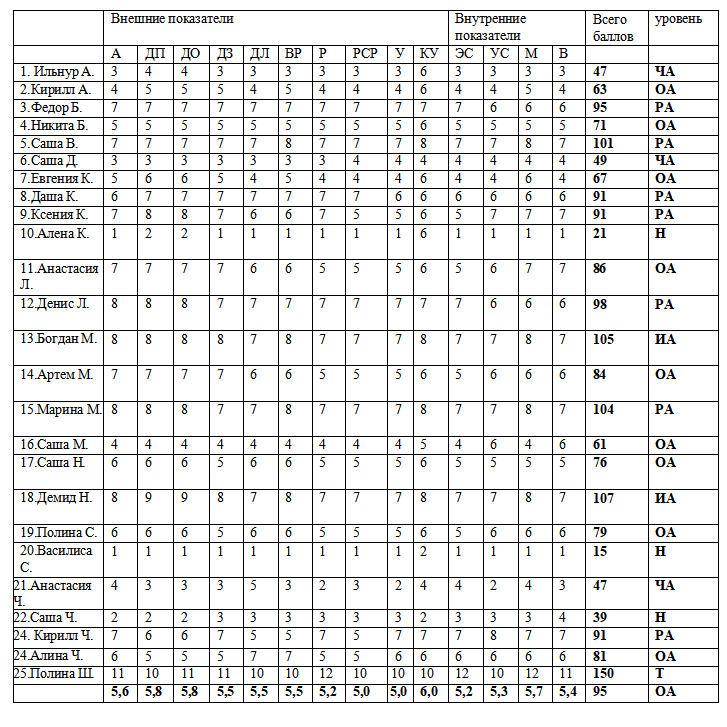 Внешние показатели Внутренние показатели Всего баллов уровень
А ДП ДО ДЗ ДЛ ВР Р РСР У КУ ЭС УС М В
1. Ильнур А. 3 4 4 3 3 3 3 3 3 6 3 3 3 3 47 ЧА
2.Кирилл А. 4 5 5 5 4 5 4 4 4 6 4 4 5 4 63 ОА
3.Федор Б. 7 7 7 7 7 7 7 7 7 7 7 6 6 6 95 РА
4.Никита Б. 5 5 5 5 5 5 5 5 5 6 5 5 5 5 71 ОА
5.Саша В. 7 7 7 7 7 8 7 7 7 8 7 7 8 7 101 РА
6.Саша Д. 3 3 3 3 3 3 3 4 4 4 4 4 4 4 49 ЧА
7.Евгения К. 5 6 6 5 4 5 4 4 4 6 4 4 6 4 67 ОА
8.Даша К. 6 7 7 7 7 7 7 7 6 6 6 6 6 6 91 РА
9.Ксения К. 7 8 8 7 6 6 7 5 5 6 5 7 7 7 91 РА
10.Алена К. 1 2 2 1 1 1 1 1 1 6 1 1 1 1 21 Н
11.Анастасия Л. 7 7 7 7 6 6 5 5 5 6 5 6 7 7 86 ОА
12.Денис Л. 8 8 8 7 7 7 7 7 7 7 7 6 6 6 98 РА
13.Богдан М. 8 8 8 8 7 8 7 7 7 8 7 7 8 7 105 ИА
14.Артем М. 7 7 7 7 6 6 5 5 5 6 5 6 6 6 84 ОА
15.Марина М. 8 8 8 7 7 8 7 7 7 8 7 7 8 7 104 РА
16.Саша М. 4 4 4 4 4 4 4 4 4 5 4 6 4 6 61 ОА
17.Саша Н. 6 6 6 5 6 6 5 5 5 6 5 5 5 5 76 ОА
18.Демид Н. 8 9 9 8 7 8 7 7 7 8 7 7 8 7 107 ИА
19.Полина С. 6 6 6 5 6 6 5 5 5 6 5 6 6 6 79 ОА
20.Василиса С. 1 1 1 1 1 1 1 1 1 2 1 1 1 1 15 Н
21.Анастасия Ч. 4 3 3 3 5 3 2 3 2 4 4 2 4 3 47 ЧА
22.Саша Ч. 2 2 2 3 3 3 3 3 3 2 3 3 3 4 39 Н
24. Кирилл Ч. 7 6 6 7 5 5 7 5 7 7 7 8 7 7 91 РА
24.Алина Ч. 6 5 5 5 7 7 5 5 6 6 6 6 6 6 81 ОА
25.Полина Ш. 11 10 11 11 10 10 12 10 10 10 12 10 12 11 150 Т
5,6 5,8 5,8 5,5 5,5 5,5 5,2 5,0 5,0 6,0 5,2 5,3 5,7 5,4 95 ОА